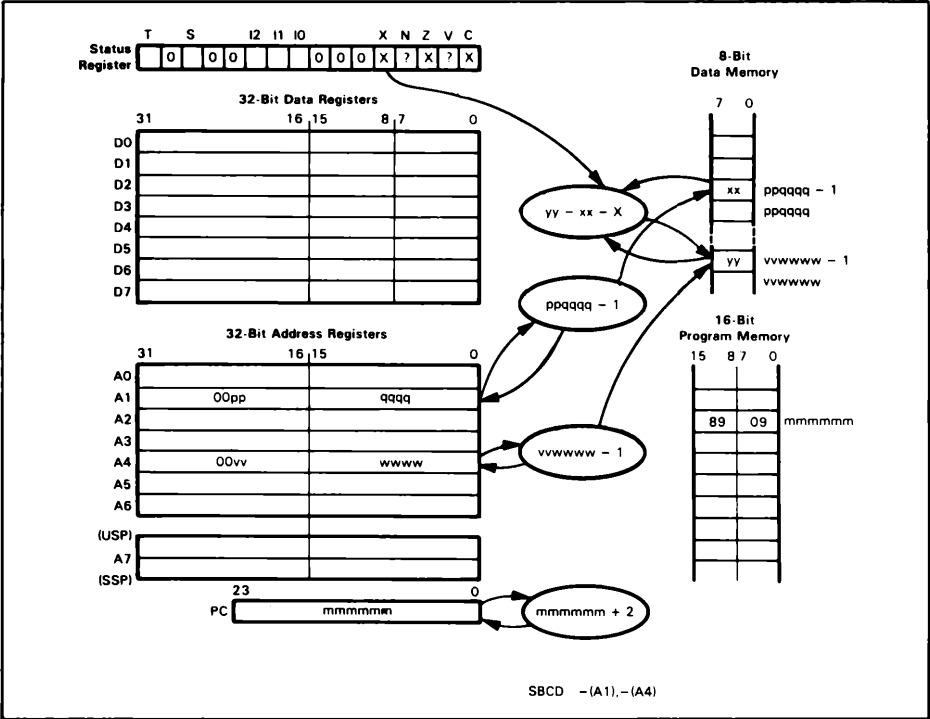 T S I2 I1 I0 X N Z V C
Status Register 0 0 0 0 0 0 X ? X ? X
8-Bit
Data Memory
7 0
32-Bit Data Registers
31 16 15 8 7 0
D0
D1
D2
D3
D4
D5
D6
D7
xx ppqqqq - 1
ppqqqq
yy - xx - X
yy vvwwww - 1
vvwwww
ppqqqq - 1
32-Bit Address Registers
31 16 15 0
A0
A1 00pp qqqq
A2
A3
A4 00vv wwww
A5
A6
(USP)
A7
(SSP)
vvwwww - 1
16-Bit
Program Memory
15 8 7 0
89 09 mmmmmm
23 0
PC mmmmmm
mmmmmm + 2
SBCD -(A1),-(A4)